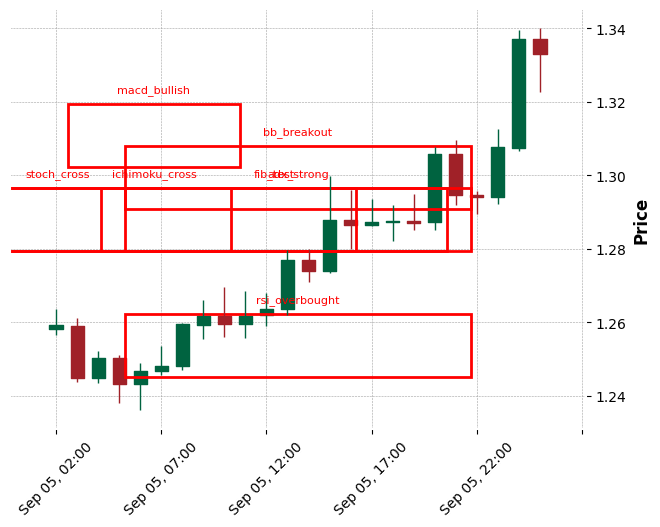 1.34
macd_bullish
1.32
bb_breakout
1.30
stoch_cross
ichimoku_cross
1.28
rsi_overbought
1.26
1.24
Price
Sep 05, 02:00
Sep 05, 07:00
Sep 05, 12:00
Sep 05, 17:00
Sep 05, 22:00